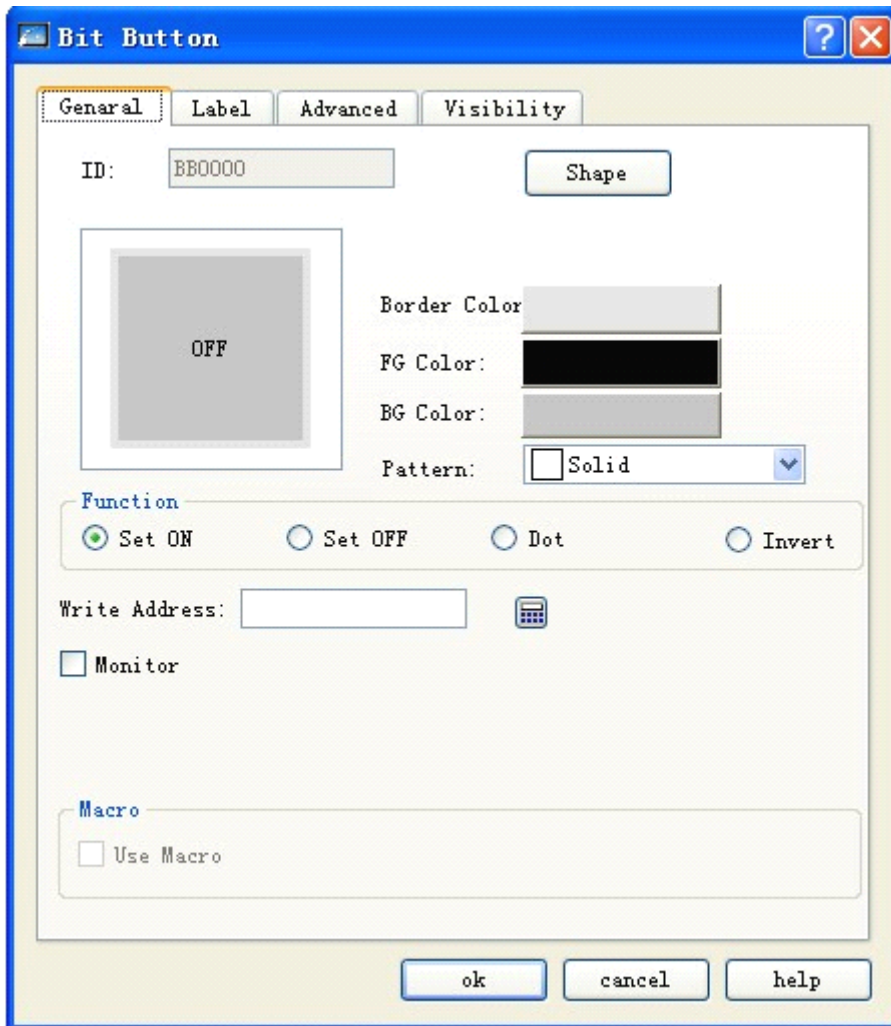 Bit Button
Genaral Label Advanced Visibility
ID: BB0000 Shape
OFF
Border Color
FG Color:
BG Color:
Pattern: Solid
Function
Set ON Set OFF Dot Invert
Write Address:
Monitor
Macro
Use Macro
ok cancel help